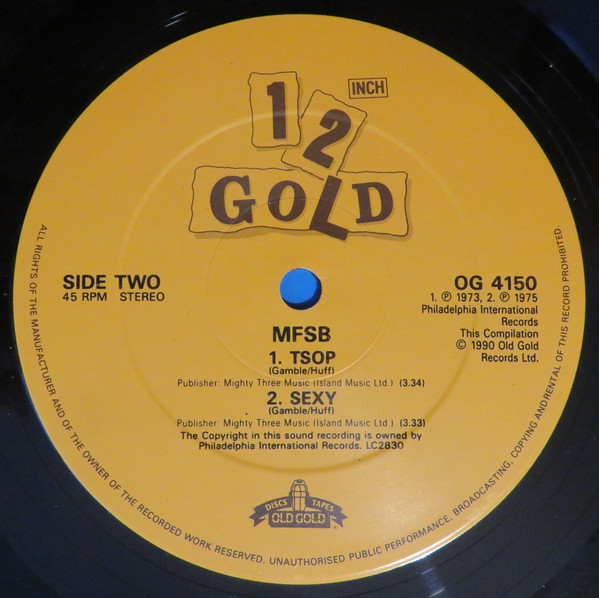 12 INCH
GOLD
SIDE TWO
45 RPM STEREO
OG 4150
1. ℗ 1973, 2. ℗ 1975
Philadelphia International
Records
This Compilation
© 1990 Old Gold
Records Ltd.
MFSB
1. TSOP
(Gamble/Huff)
Publisher: Mighty Three Music (Island Music Ltd.) (3.34)
2. SEXY
(Gamble/Huff)
Publisher: Mighty Three Music (Island Music Ltd.) (3.33)
The Copyright in this sound recording is owned by
Philadelphia International Records. LC2830
DISCS TAPES
OLD GOLD
ALL RIGHTS OF THE MANUFACTURER AND OF THE OWNER OF THE RECORDED WORK RESERVED. UNAUTHORISED PUBLIC PERFORMANCE, BROADCASTING, COPYING AND RENTAL OF THIS RECORD PROHIBITED.